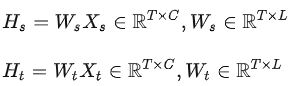 H_s = W_s X_s ∈ ℝ^{T×C}, W_s ∈ ℝ^{T×L}
H_t = W_t X_t ∈ ℝ^{T×C}, W_t ∈ ℝ^{T×L}